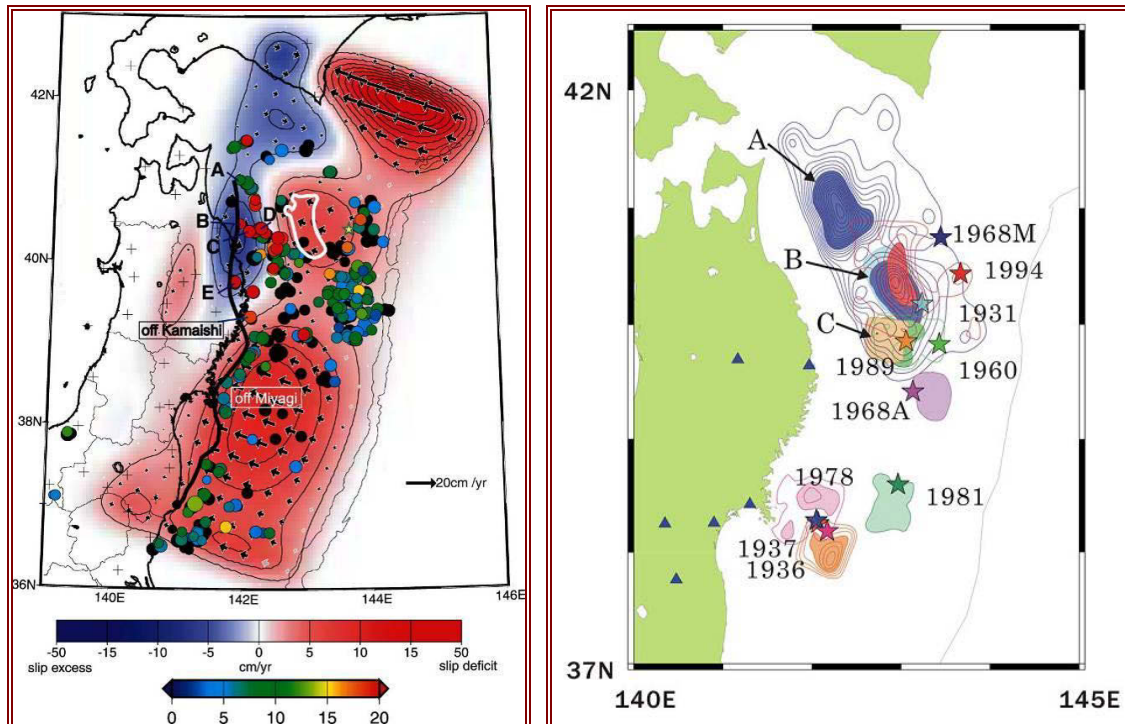 42N
A
B
D
C
40N
E
off Kamaishi
off Miyagi
38N
20cm /yr
36N
140E
142E
144E
146E
-50 -15 -10 -5 0 5 10 15 50
slip excess cm/yr slip deficit
0 5 10 15 20
42N
A
1968M
B
1994
1931
C
1989
1960
1968A
1978
1981
1937
1936
37N
140E
145E